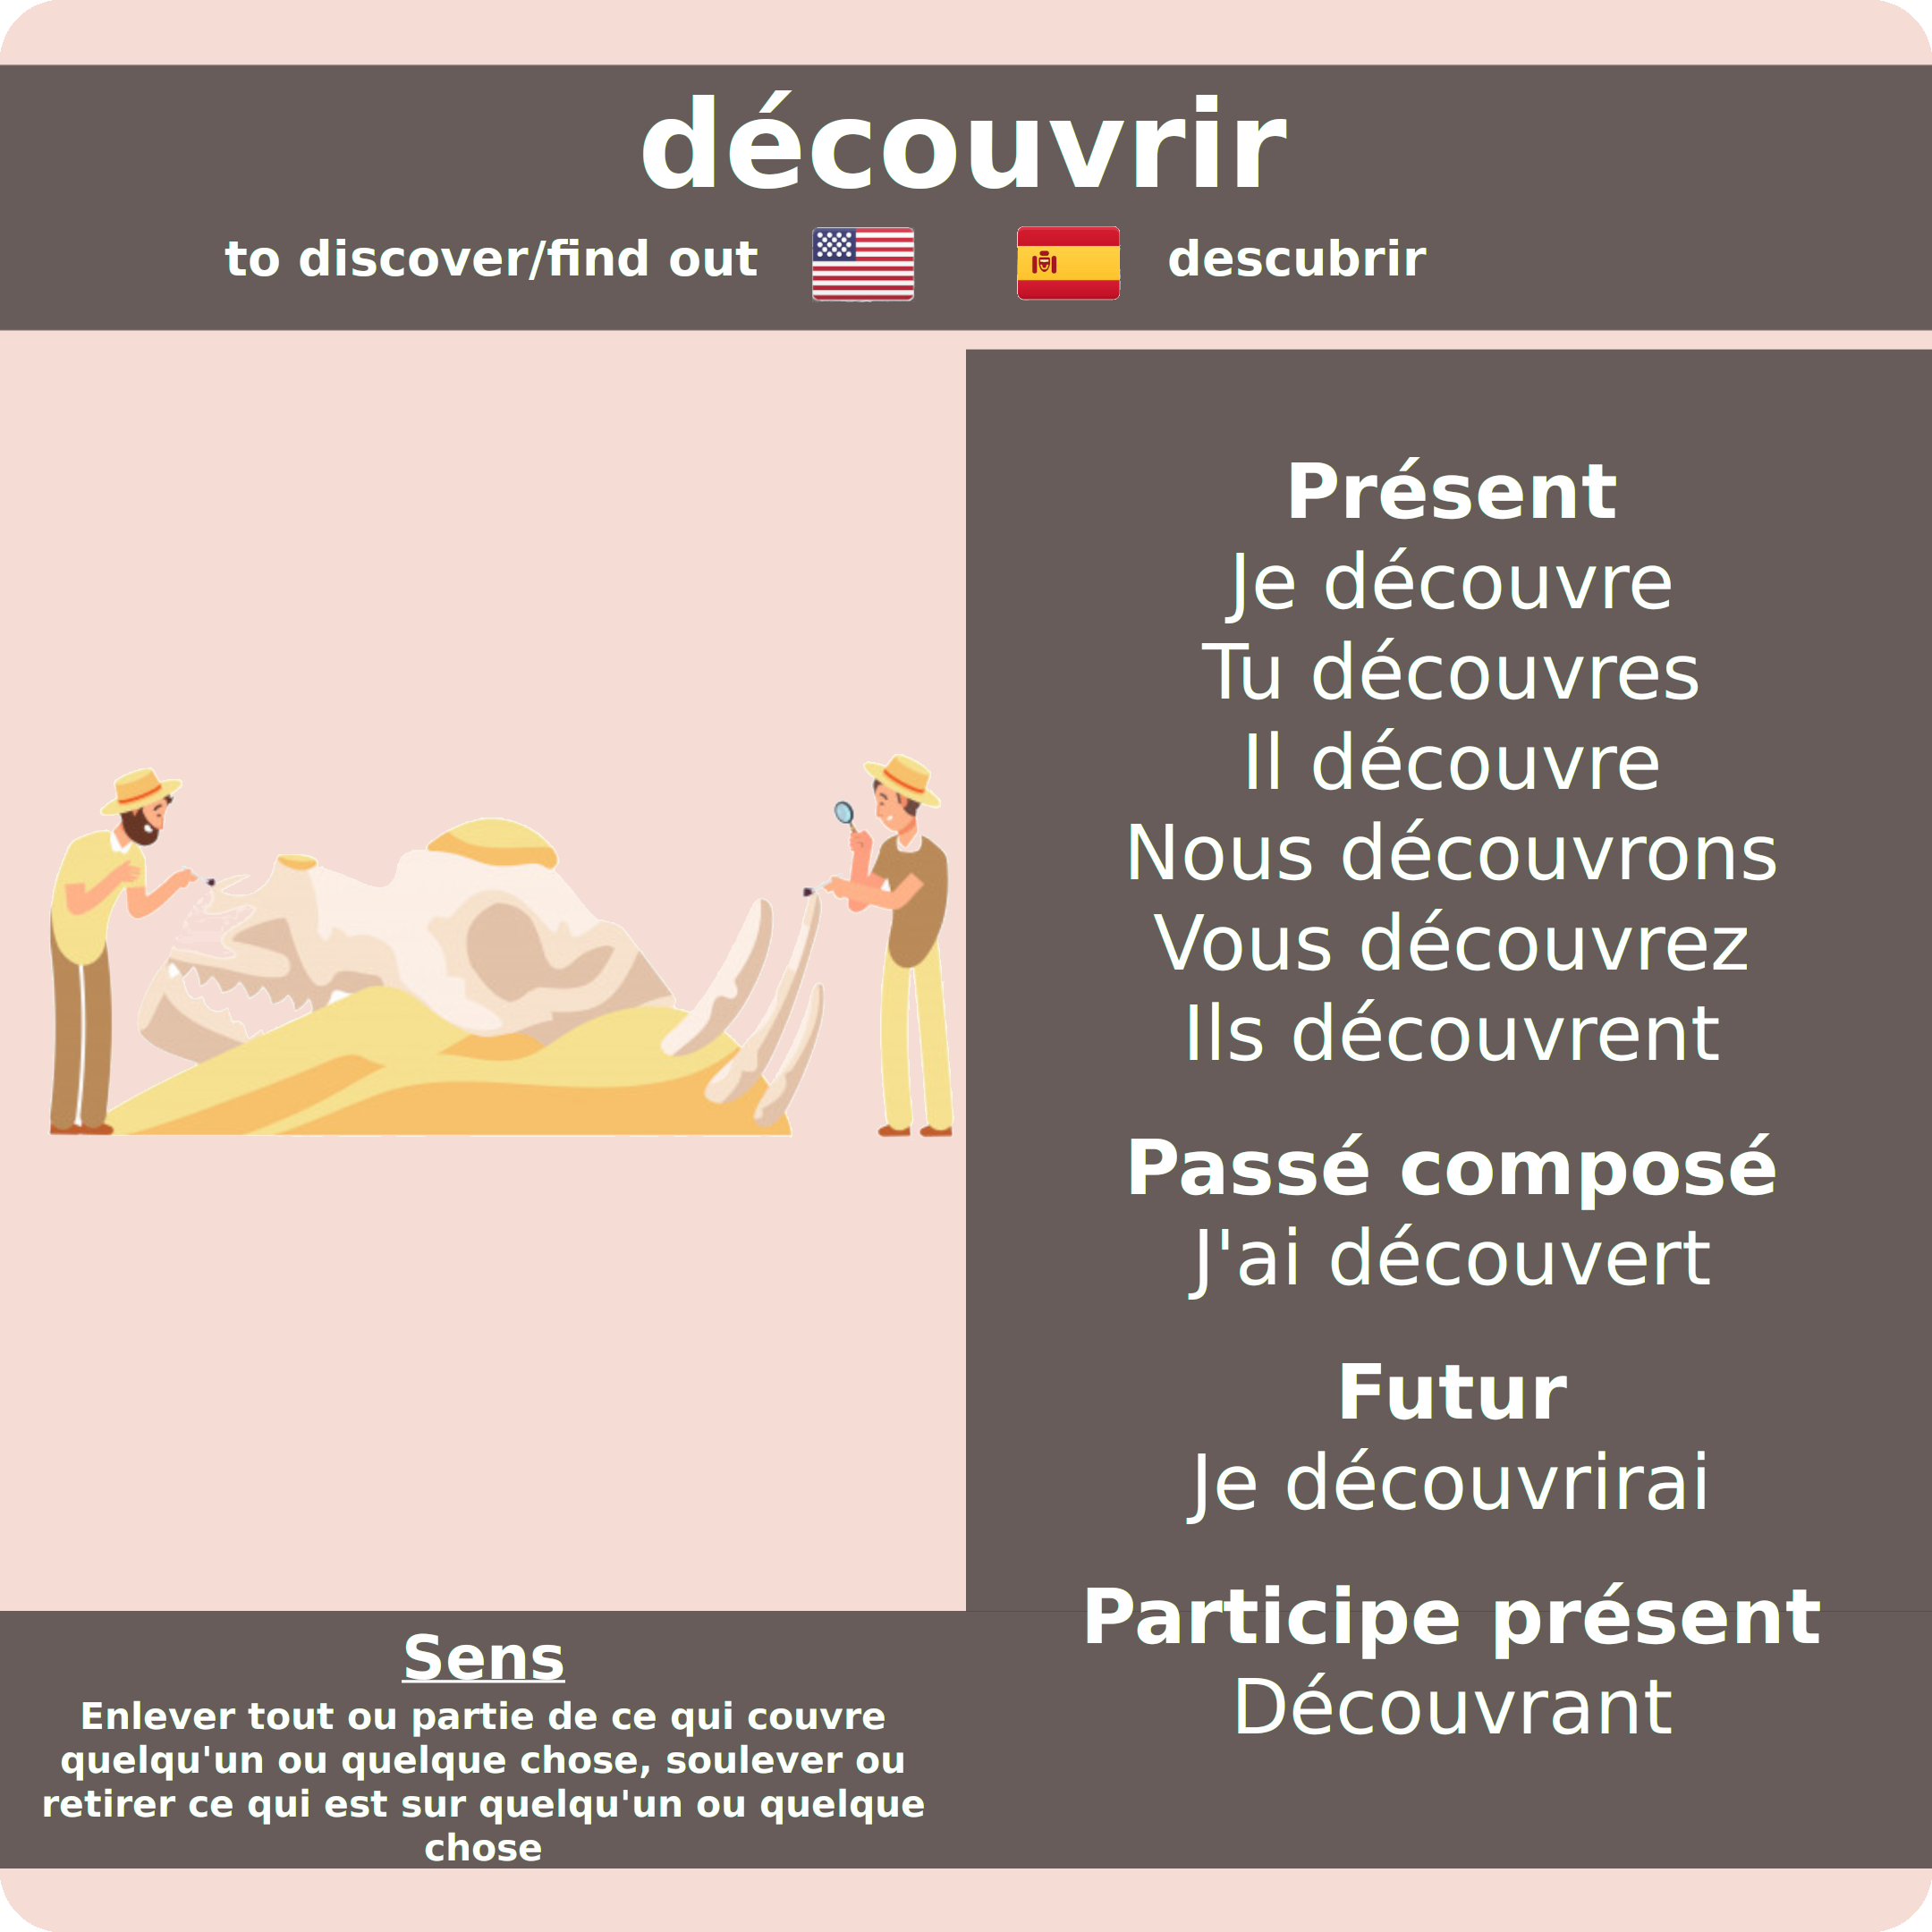 découvrir
to discover/find out
descubrir
Présent
Je découvre
Tu découvres
Il découvre
Nous découvrons
Vous découvrez
Ils découvrent
Passé composé
J'ai découvert
Futur
Je découvrirai
Participe présent
Découvrant
Sens
Enlever tout ou partie de ce qui couvre
quelqu'un ou quelque chose, soulever ou
retirer ce qui est sur quelqu'un ou quelque
chose